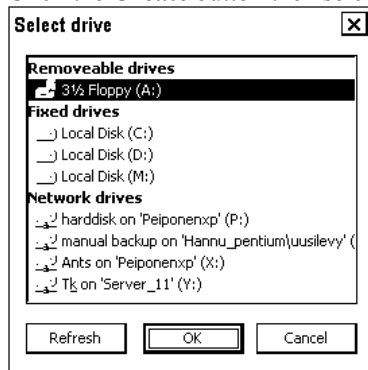 Select drive
Removeable drives
3½ Floppy (A:)
Fixed drives
Local Disk (C:)
Local Disk (D:)
Local Disk (M:)
Network drives
harddisk on 'Peiponenxp' (P:)
manual backup on 'Hannu_pentium\uusilevy' (
Ants on 'Peiponenxp' (X:)
Tk on 'Server_11' (Y:)
Refresh OK Cancel